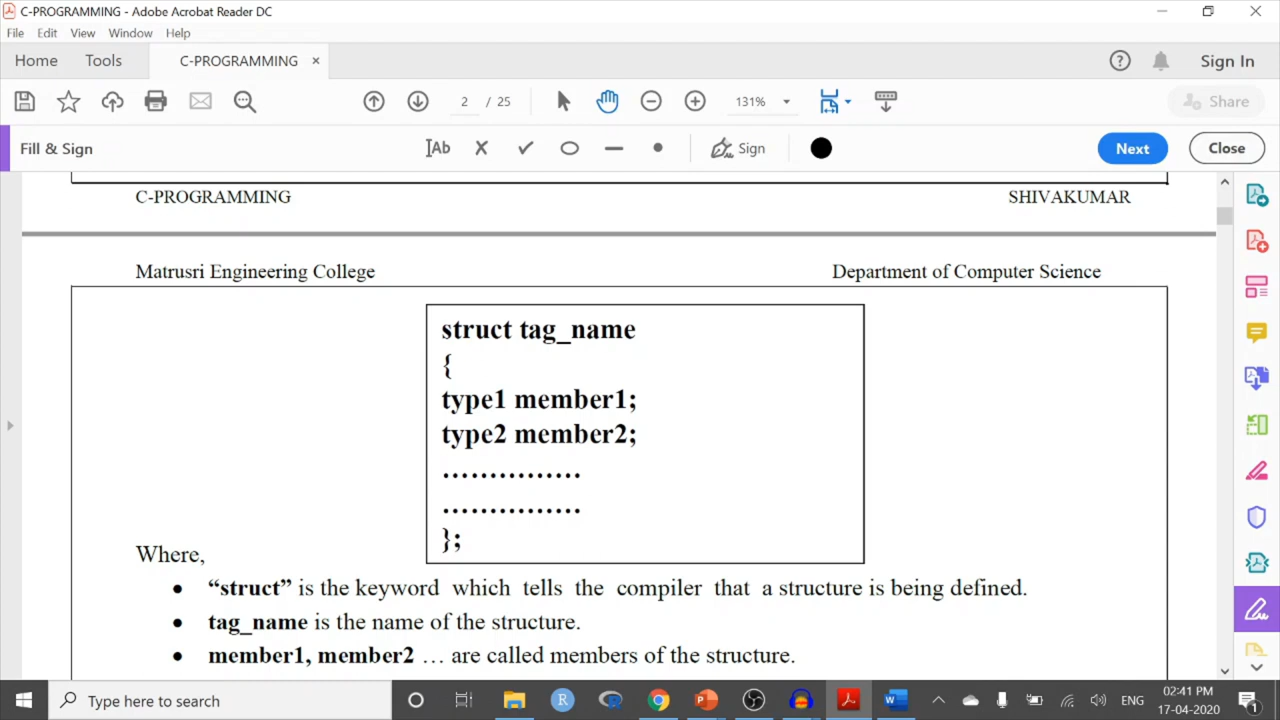 C-PROGRAMMING - Adobe Acrobat Reader DC
File Edit View Window Help
Home Tools C-PROGRAMMING × Sign In
2 / 25 131% Share
Fill & Sign Ab Sign Next Close
C-PROGRAMMING SHIVAKUMAR
Matrusri Engineering College Department of Computer Science
struct tag_name
{
type1 member1;
type2 member2;
……………
……………
};
Where,
• “struct” is the keyword which tells the compiler that a structure is being defined.
• tag_name is the name of the structure.
• member1, member2 … are called members of the structure.
Type here to search ENG 02:41 PM
17-04-2020 1